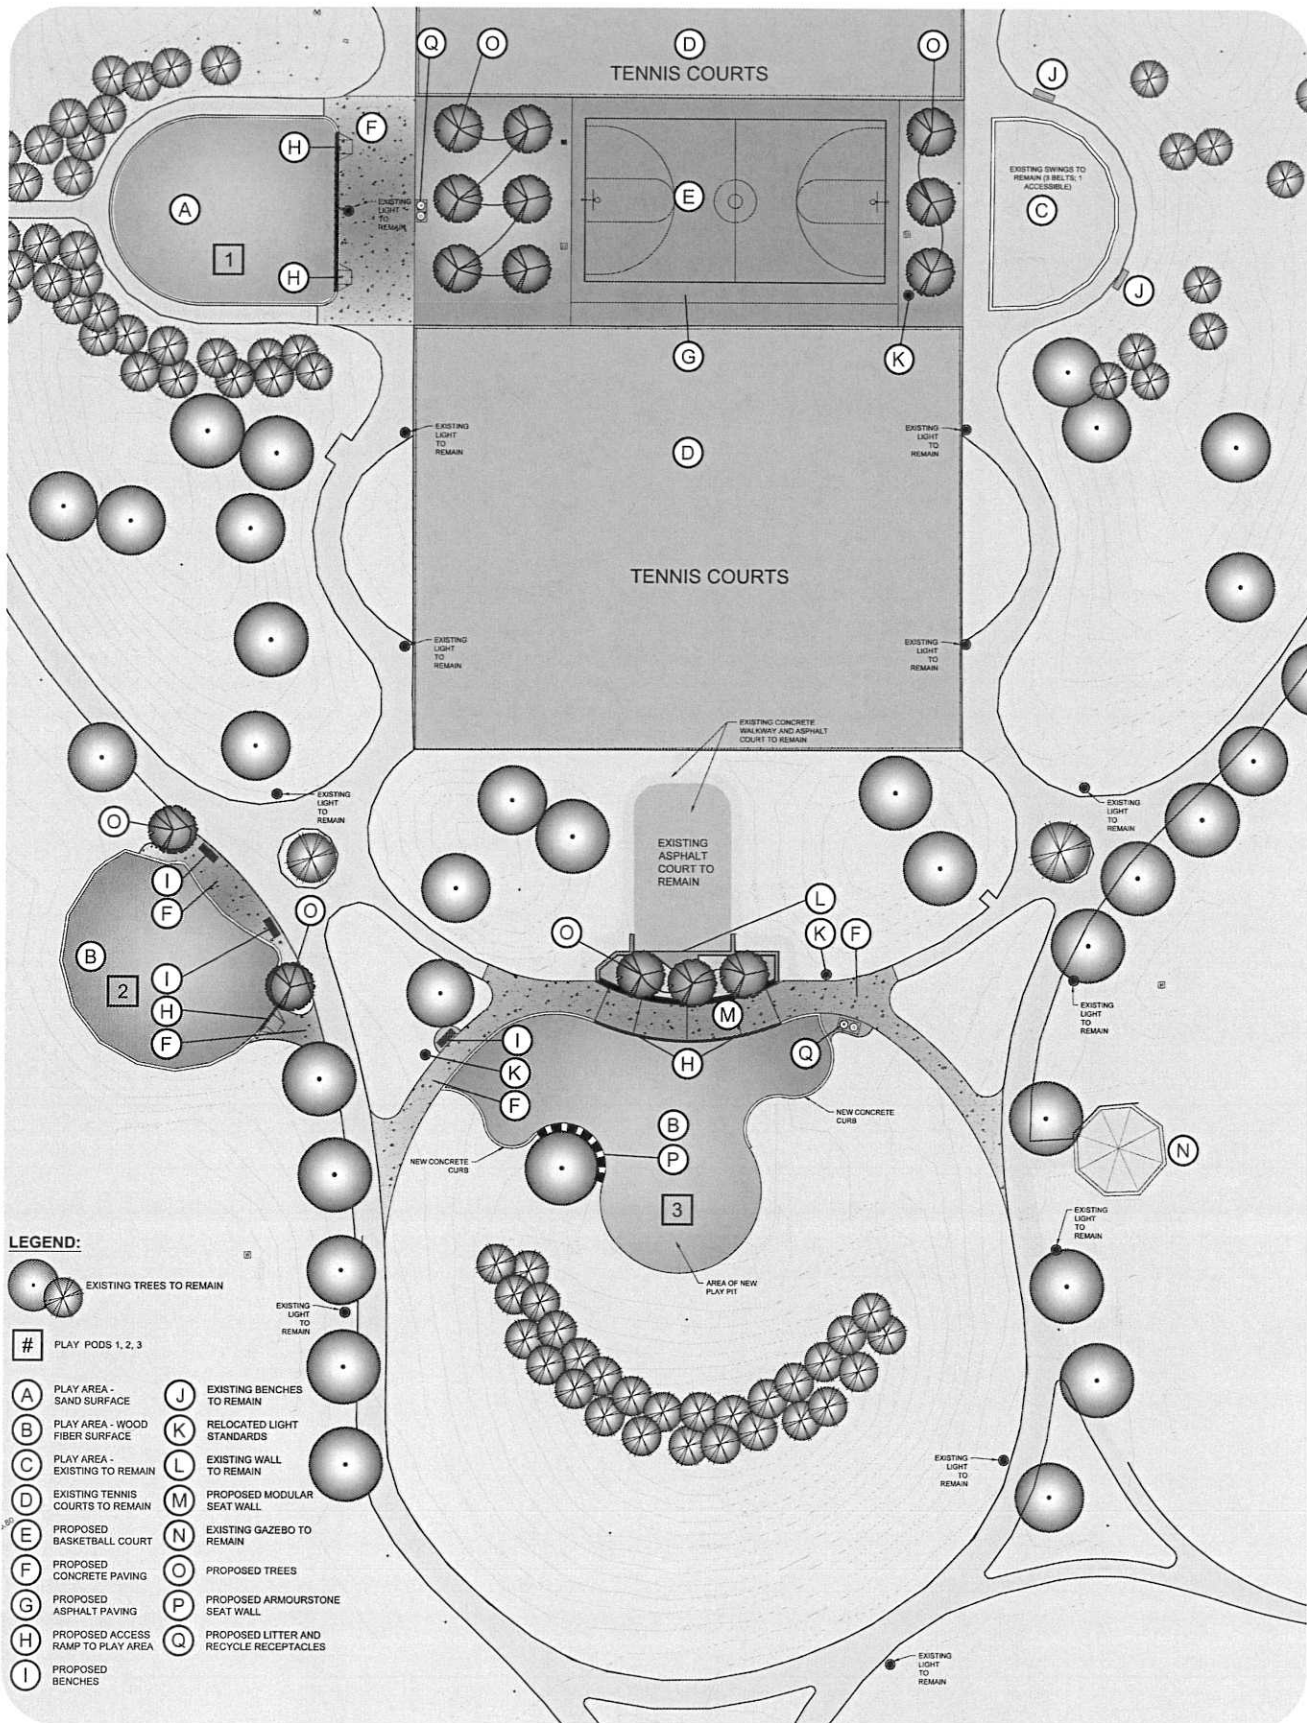 Q
O
D
TENNIS COURTS
O
J
F
H
A
EXISTING
LIGHT
TO
REMAIN
1
H
E
EXISTING SWINGS TO
REMAIN (3 BELTS; 1
ACCESSIBLE)
C
J
G
K
EXISTING
LIGHT
TO
REMAIN
D
EXISTING
LIGHT
TO
REMAIN
TENNIS COURTS
EXISTING
LIGHT
TO
REMAIN
EXISTING
LIGHT
TO
REMAIN
EXISTING CONCRETE
WALKWAY AND ASPHALT
COURT TO REMAIN
EXISTING
LIGHT
TO
REMAIN
EXISTING
LIGHT
TO
REMAIN
O
I
F
O
B
2
I
H
F
EXISTING
ASPHALT
COURT TO
REMAIN
L
O
K
F
M
I
K
F
H
Q
EXISTING
LIGHT
TO
REMAIN
NEW CONCRETE
CURB
B
P
NEW CONCRETE
CURB
3
N
AREA OF NEW
PLAY PIT
EXISTING
LIGHT
TO
REMAIN
EXISTING
LIGHT
TO
REMAIN
EXISTING
LIGHT
TO
REMAIN
EXISTING
LIGHT
TO
REMAIN
LEGEND:
EXISTING TREES TO REMAIN
# PLAY PODS 1, 2, 3
A PLAY AREA -
SAND SURFACE
B PLAY AREA - WOOD
FIBER SURFACE
C PLAY AREA -
EXISTING TO REMAIN
D EXISTING TENNIS
COURTS TO REMAIN
E PROPOSED
BASKETBALL COURT
F PROPOSED
CONCRETE PAVING
G PROPOSED
ASPHALT PAVING
H PROPOSED ACCESS
RAMP TO PLAY AREA
I PROPOSED
BENCHES
J EXISTING BENCHES
TO REMAIN
K RELOCATED LIGHT
STANDARDS
L EXISTING WALL
TO REMAIN
M PROPOSED MODULAR
SEAT WALL
N EXISTING GAZEBO TO
REMAIN
O PROPOSED TREES
P PROPOSED ARMOURSTONE
SEAT WALL
Q PROPOSED LITTER AND
RECYCLE RECEPTACLES